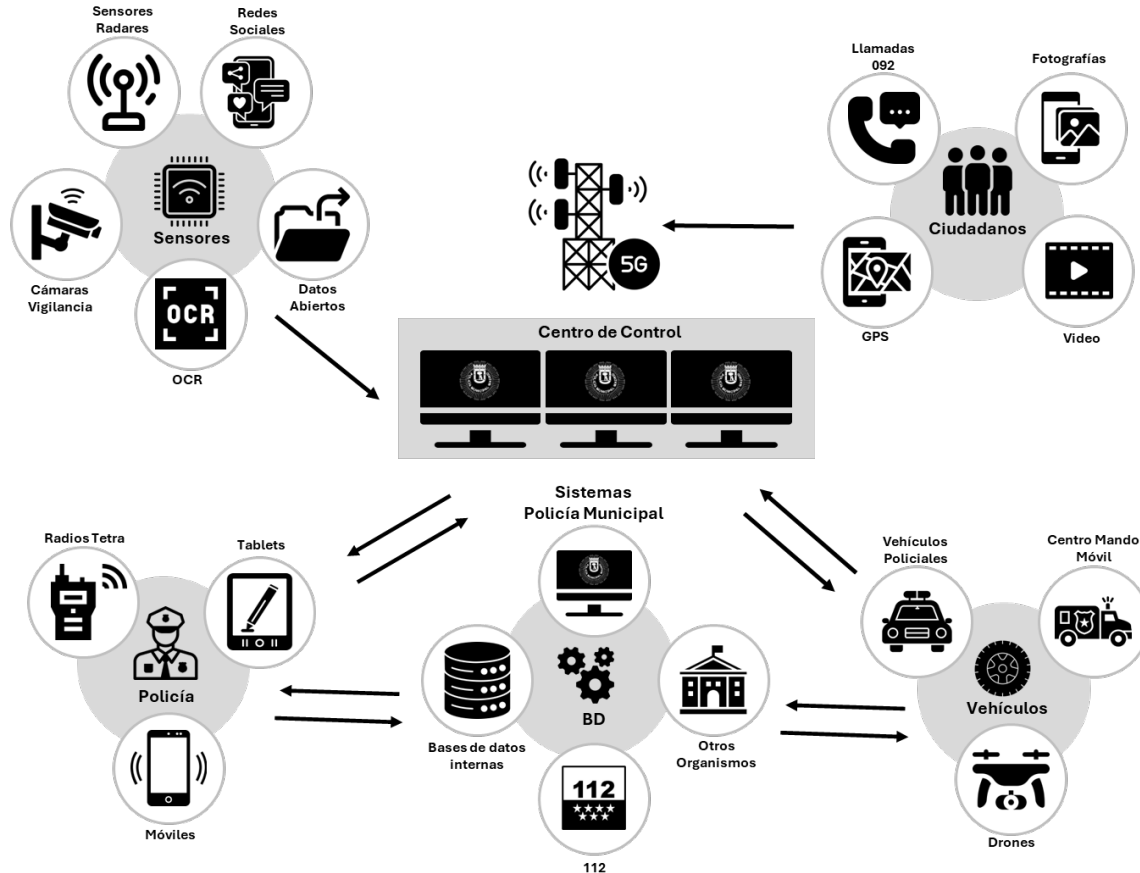 Sensores
Radares
Redes
Sociales
Sensores
Cámaras
Vigilancia
OCR
OCR
Datos
Abiertos
Llamadas
092
Fotografías
Ciudadanos
GPS
Video
5G
Centro de Control
Sistemas
Policía Municipal
Radios Tetra
Tablets
Policía
Móviles
Bases de datos
internas
BD
Otros
Organismos
112
112
Vehículos
Policiales
Centro Mando
Móvil
Vehículos
Drones